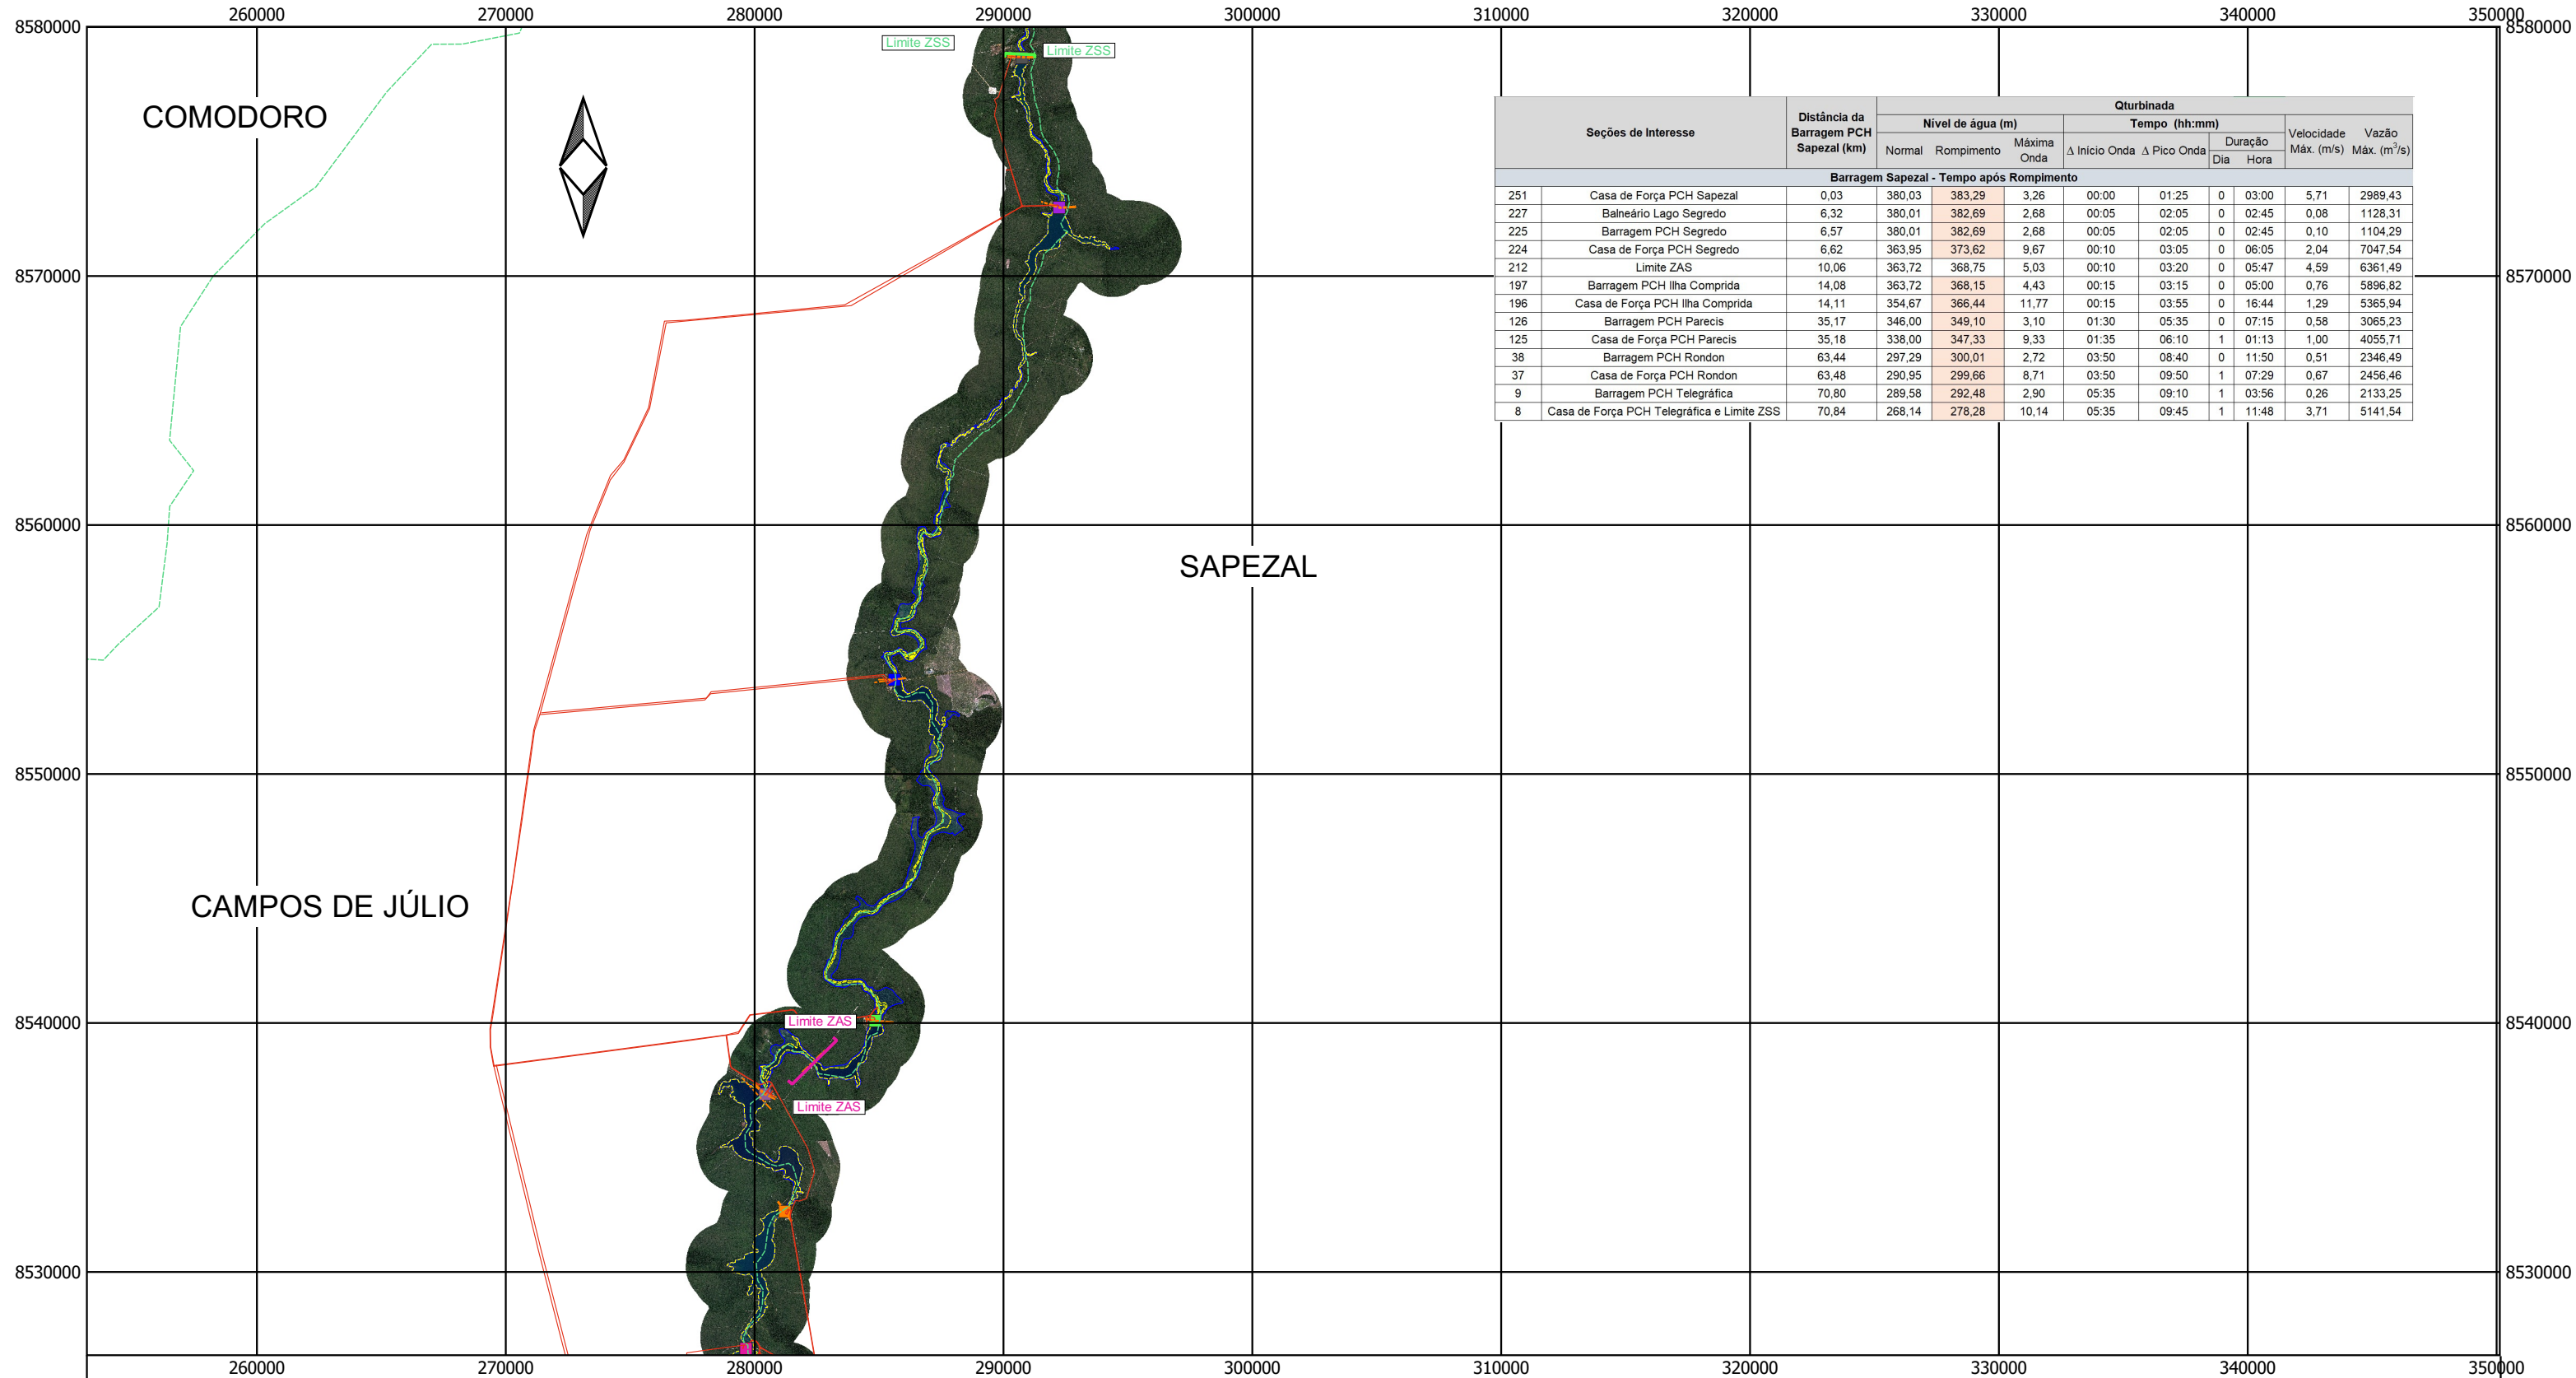 260000 270000 280000 290000 300000 310000 320000 330000 340000 350000
8580000 8580000
Limite ZSS Limite ZSS
COMODORO
Seções de Interesse Distância da Barragem PCH Sapezal (km) Qturbinada
Nível de água (m) Tempo (hh:mm) Velocidade Máx. (m/s) Vazão Máx. (m³/s)
Normal Rompimento Máxima Onda Δ Início Onda Δ Pico Onda Duração
Dia Hora
Barragem Sapezal - Tempo após Rompimento
251 Casa de Força PCH Sapezal 0,03 380,03 383,29 3,26 00:00 01:25 0 03:00 5,71 2989,43
227 Balneário Lago Segredo 6,32 380,01 382,69 2,68 00:05 02:05 0 02:45 0,08 1128,31
225 Barragem PCH Segredo 6,57 380,01 382,69 2,68 00:05 02:05 0 02:45 0,10 1104,29
224 Casa de Força PCH Segredo 6,62 363,95 373,62 9,67 00:10 03:05 0 06:05 2,04 7047,54
212 Limite ZAS 10,06 363,72 368,75 5,03 00:10 03:20 0 05:47 4,59 6361,49
197 Barragem PCH Ilha Comprida 14,08 363,72 368,15 4,43 00:15 03:15 0 05:00 0,76 5896,82
196 Casa de Força PCH Ilha Comprida 14,11 354,67 366,44 11,77 00:15 03:55 0 16:44 1,29 5365,94
126 Barragem PCH Parecis 35,17 346,00 349,10 3,10 01:30 05:35 0 07:15 0,58 3065,23
125 Casa de Força PCH Parecis 35,18 338,00 347,33 9,33 01:35 06:10 1 01:13 1,00 4055,71
38 Barragem PCH Rondon 63,44 297,29 300,01 2,72 03:50 08:40 0 11:50 0,51 2346,49
37 Casa de Força PCH Rondon 63,48 290,95 299,66 8,71 03:50 09:50 1 07:29 0,67 2456,46
9 Barragem PCH Telegráfica 70,80 289,58 292,48 2,90 05:35 09:10 1 03:56 0,26 2133,25
8 Casa de Força PCH Telegráfica e Limite ZSS 70,84 268,14 278,28 10,14 05:35 09:45 1 11:48 3,71 5141,54
8570000 8570000
8560000 8560000
SAPEZAL
8550000 8550000
CAMPOS DE JÚLIO
8540000 8540000
Limite ZAS
Limite ZAS
8530000 8530000
260000 270000 280000 290000 300000 310000 320000 330000 340000 350000